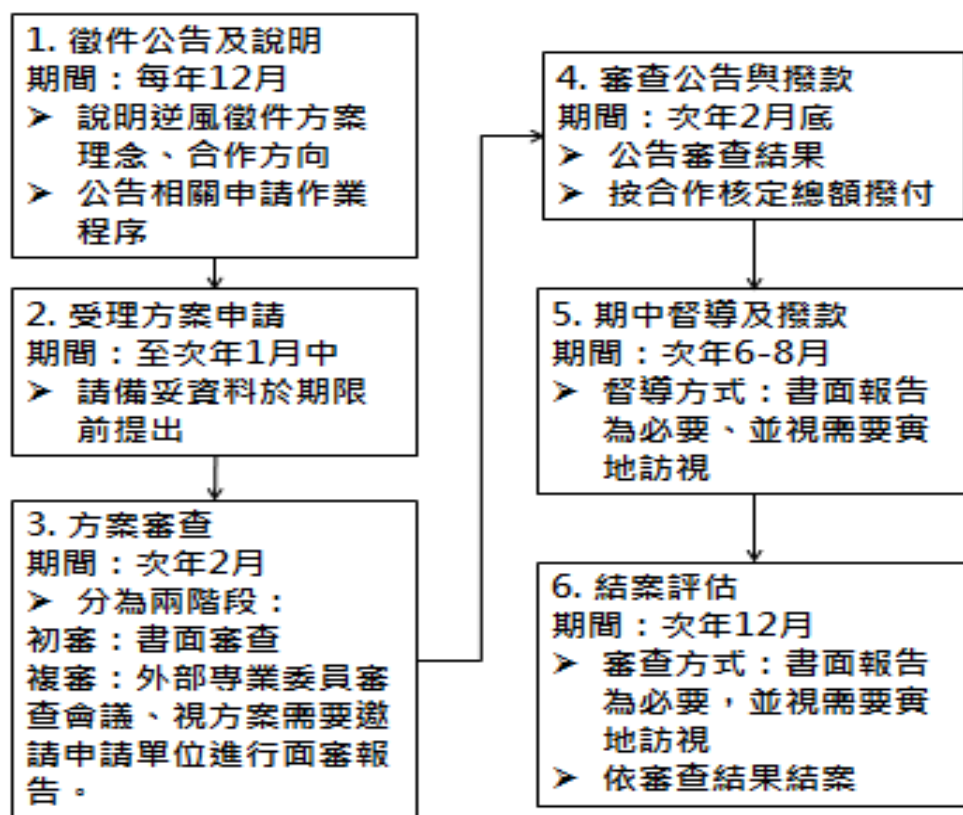 1. 徵件公告及說明
期間：每年12月
➤ 說明逆風徵件方案
理念、合作方向
➤ 公告相關申請作業
程序
2. 受理方案申請
期間：至次年1月中
➤ 請備妥資料於期限
前提出
3. 方案審查
期間：次年2月
➤ 分為兩階段：
初審：書面審查
複審：外部專業委員審
查會議、視方案需要邀
請申請單位進行面審報
告。
4. 審查公告與撥款
期間：次年2月底
➤ 公告審查結果
➤ 按合作核定總額撥付
5. 期中督導及撥款
期間：次年6-8月
➤ 督導方式：書面報告
為必要、並視需要實
地訪視
6. 結案評估
期間：次年12月
➤ 審查方式：書面報告
為必要，並視需要實
地訪視
➤ 依審查結果結案